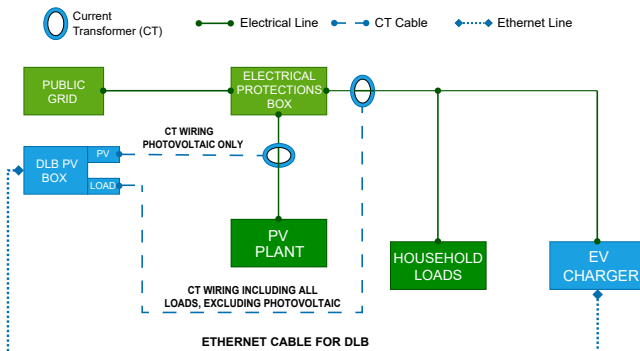 Current
Transformer (CT)
Electrical Line
CT Cable
Ethernet Line
PUBLIC
GRID
ELECTRICAL
PROTECTIONS
BOX
CT WIRING
PHOTOVOLTAIC ONLY
DLB PV
BOX
PV
LOAD
PV
PLANT
HOUSEHOLD
LOADS
EV
CHARGER
CT WIRING INCLUDING ALL
LOADS, EXCLUDING PHOTOVOLTAIC
ETHERNET CABLE FOR DLB